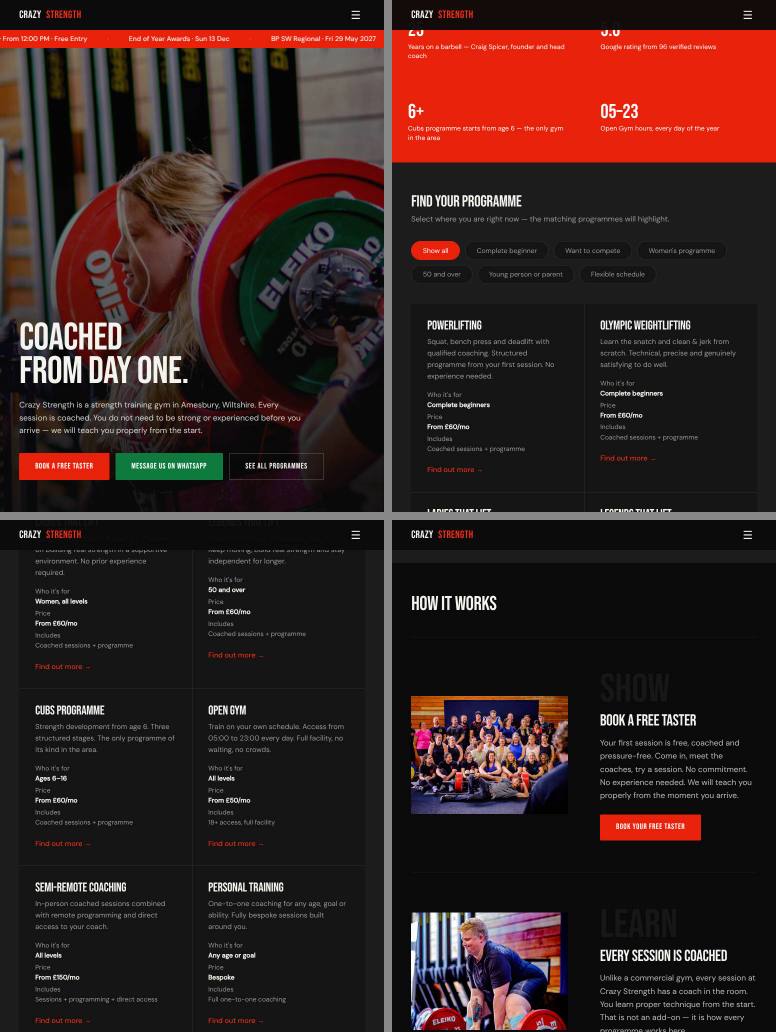 CRAZY STRENGTH
From 12:00 PM · Free Entry · End of Year Awards · Sun 13 Dec · BP SW Regional · Fri 29 May 2027
ELEIKO
ELEIKO
COACHED
FROM DAY ONE.
Crazy Strength is a strength training gym in Amesbury, Wiltshire. Every
session is coached. You do not need to be strong or experienced before you
arrive — we will teach you properly from the start.
BOOK A FREE TASTER
MESSAGE US ON WHATSAPP
SEE ALL PROGRAMMES
CRAZY STRENGTH
Years on a barbell — Craig Spicer, founder and head
coach
Google rating from 96 verified reviews
6+
Cubs programme starts from age 6 — the only gym
in the area
05–23
Open Gym hours, every day of the year
FIND YOUR PROGRAMME
Select where you are right now — the matching programmes will highlight.
Show all
Complete beginner
Want to compete
Women's programme
50 and over
Young person or parent
Flexible schedule
POWERLIFTING
Squat, bench press and deadlift with
qualified coaching. Structured
programme from your first session. No
experience needed.
Who it's for
Complete beginners
Price
From £60/mo
Includes
Coached sessions + programme
Find out more →
OLYMPIC WEIGHTLIFTING
Learn the snatch and clean & jerk from
scratch. Technical, precise and genuinely
satisfying to do well.
Who it's for
Complete beginners
Price
From £60/mo
Includes
Coached sessions + programme
Find out more →
LADIES THAT LIFT
LEGENDS THAT LIFT
CRAZY STRENGTH
on building real strength in a supportive
environment. No prior experience
required.
Who it's for
Women, all levels
Price
From £60/mo
Includes
Coached sessions + programme
Find out more →
keep moving, build real strength and stay
independent for longer.
Who it's for
50 and over
Price
From £60/mo
Includes
Coached sessions + programme
Find out more →
CUBS PROGRAMME
Strength development from age 6. Three
structured stages. The only programme of
its kind in the area.
Who it's for
Ages 6–16
Price
From £60/mo
Includes
Coached sessions + programme
Find out more →
OPEN GYM
Train on your own schedule. Access from
05:00 to 23:00 every day. Full facility, no
waiting, no crowds.
Who it's for
All levels
Price
From £50/mo
Includes
18+ access, full facility
Find out more →
SEMI-REMOTE COACHING
In-person coached sessions combined
with remote programming and direct
access to your coach.
Who it's for
All levels
Price
From £150/mo
Includes
Sessions + programming + direct access
Find out more →
PERSONAL TRAINING
One-to-one coaching for any age, goal or
ability. Fully bespoke sessions built
around you.
Who it's for
Any age or goal
Price
Bespoke
Includes
Full one-to-one coaching
Find out more →
CRAZY STRENGTH
HOW IT WORKS
SHOW
BOOK A FREE TASTER
Your first session is free, coached and
pressure-free. Come in, meet the
coaches, try a session. No commitment.
No experience needed. We will teach you
properly from the moment you arrive.
BOOK YOUR FREE TASTER
LEARN
EVERY SESSION IS COACHED
Unlike a commercial gym, every session at
Crazy Strength has a coach in the room.
You learn proper technique from the start.
That is not an add-on — it is how every
programme works here.
ELEIKO